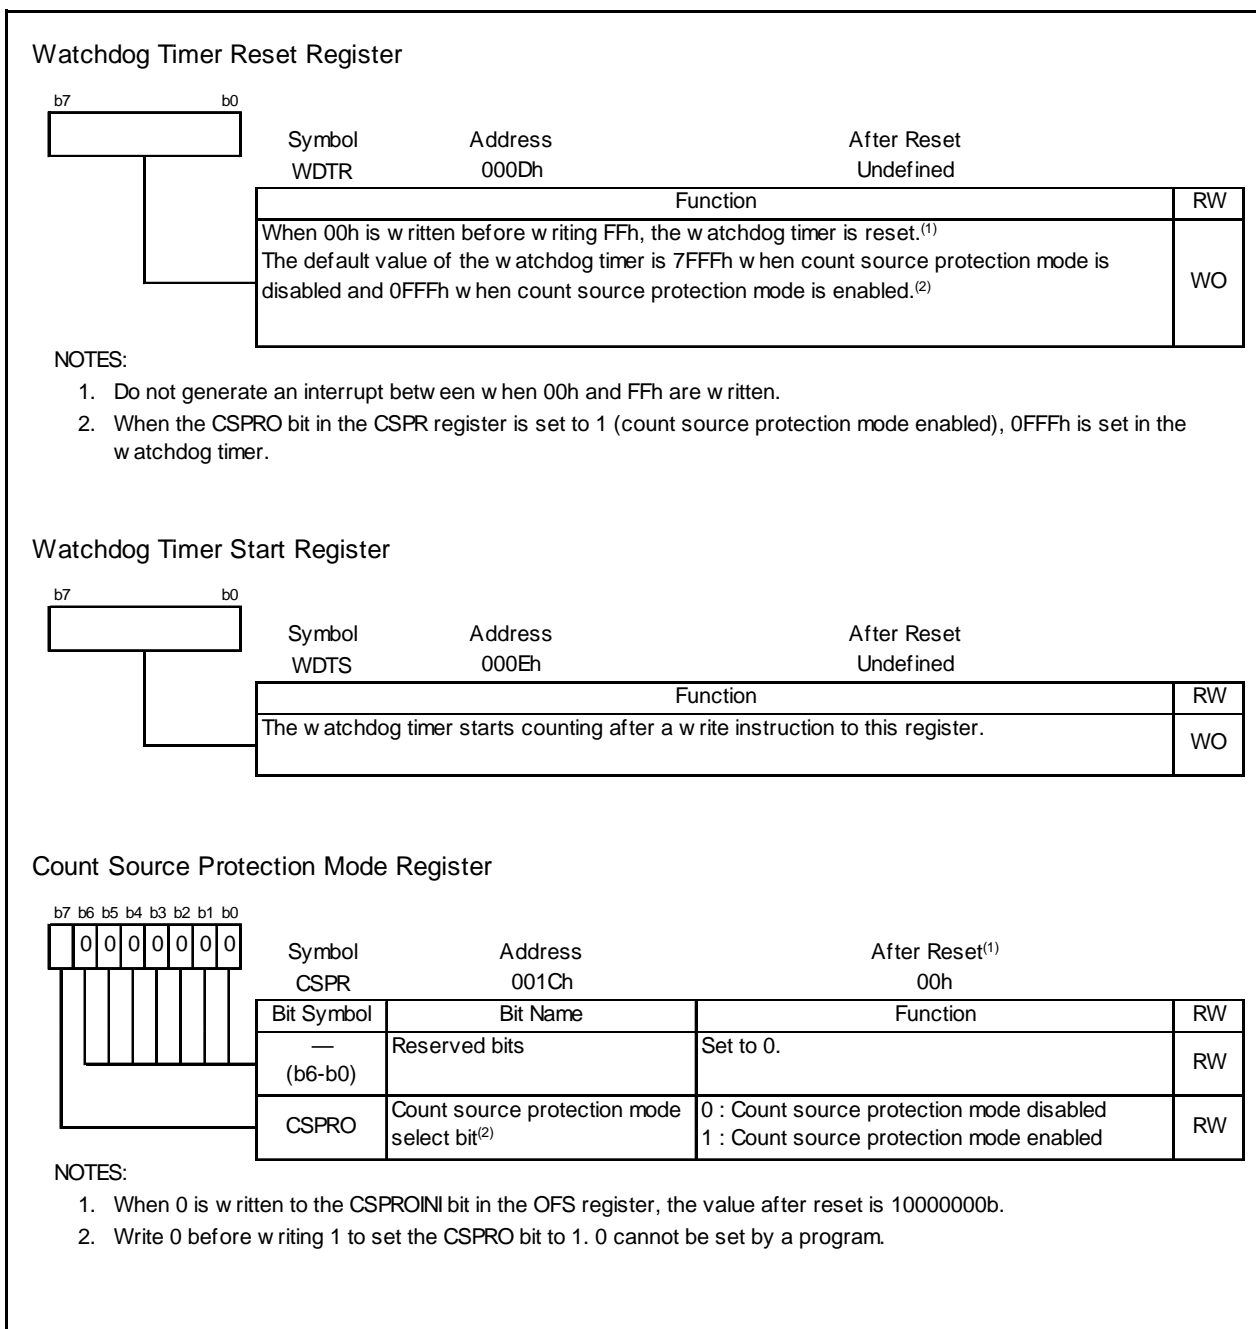 Watchdog Timer Reset Register
b7 b0
Symbol Address After Reset
WDTR 000Dh Undefined
Function RW
When 00h is written before writing FFh, the watchdog timer is reset.(1)
The default value of the watchdog timer is 7FFFh when count source protection mode is
disabled and 0FFFh when count source protection mode is enabled.(2)
WO
NOTES:
1. Do not generate an interrupt between when 00h and FFh are written.
2. When the CSPRO bit in the CSPR register is set to 1 (count source protection mode enabled), 0FFFh is set in the
watchdog timer.
Watchdog Timer Start Register
b7 b0
Symbol Address After Reset
WDTS 000Eh Undefined
Function RW
The watchdog timer starts counting after a write instruction to this register.
WO
Count Source Protection Mode Register
b7 b6 b5 b4 b3 b2 b1 b0
0 0 0 0 0 0 0
Symbol Address After Reset(1)
CSPR 001Ch 00h
Bit Symbol Bit Name Function RW
— (b6-b0) Reserved bits Set to 0. RW
CSPRO Count source protection mode select bit(2) 0 : Count source protection mode disabled
1 : Count source protection mode enabled RW
NOTES:
1. When 0 is written to the CSPROINI bit in the OFS register, the value after reset is 10000000b.
2. Write 0 before writing 1 to set the CSPRO bit to 1. 0 cannot be set by a program.